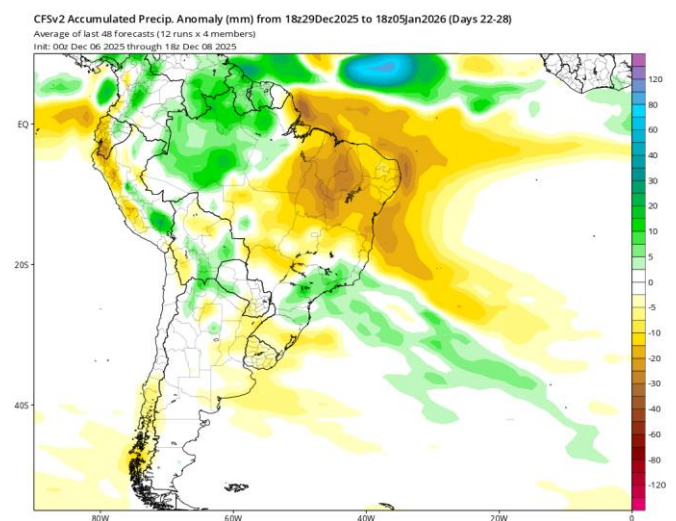 CFSv2 Accumulated Precip. Anomaly (mm) from 18z29Dec2025 to 18z05Jan2026 (Days 22-28)
Average of last 48 forecasts (12 runs x 4 members)
Init: 00z Dec 06 2025 through 18z Dec 08 2025
120
80
60
40
30
20
10
5
0
-5
-10
-20
-30
-40
-60
-80
-120
EQ
20S
40S
80W
60W
40W
20W
0